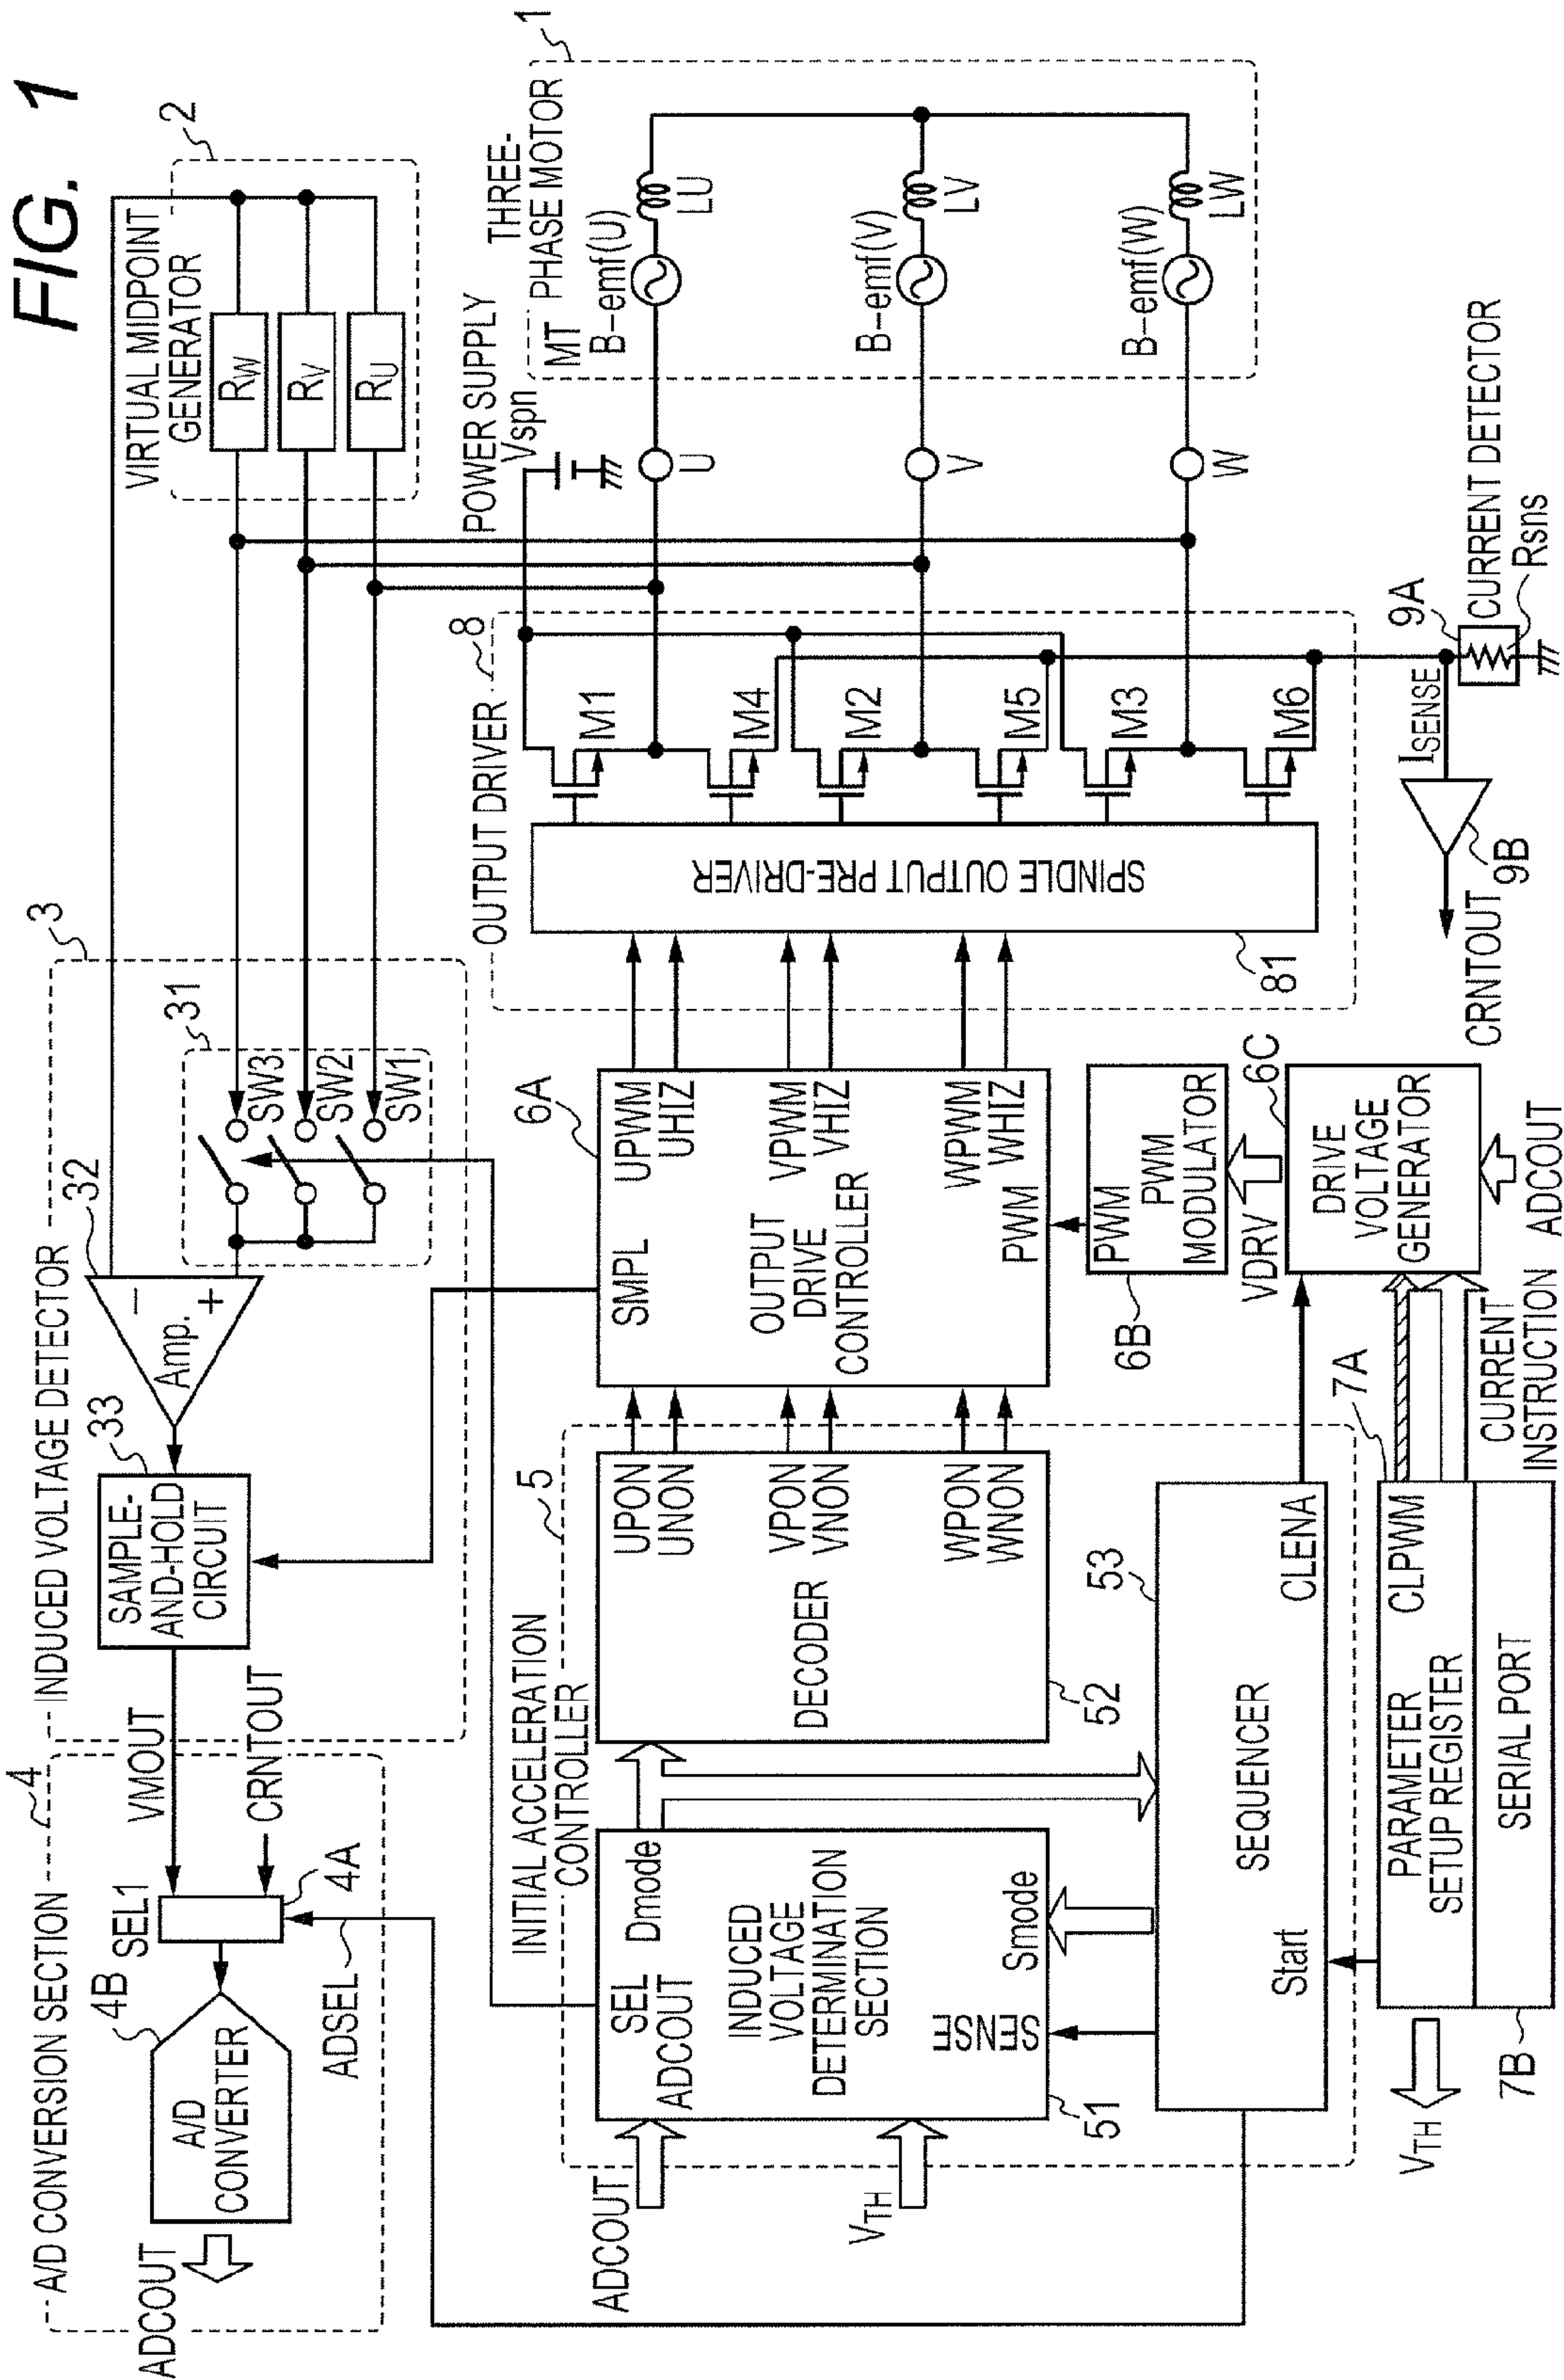 FIG. 1
A/D CONVERSION SECTION
4
ADCOUT
A/D
CONVERTER
4B
SEL1
4A
ADSEL
VMOUT
CRNTOUT
INDUCED VOLTAGE DETECTOR
3
SAMPLE-
AND-HOLD
CIRCUIT
33
Amp.
−
+
32
31
SW3
SW2
SW1
VIRTUAL MIDPOINT
GENERATOR
2
RW
RV
RU
INITIAL ACCELERATION
CONTROLLER
5
ADCOUT
VTH
SEL
ADCOUT
Dmode
INDUCED
VOLTAGE
DETERMINATION
SECTION
SENSE
Smode
51
DECODER
52
UPON
UNON
VPON
VNON
WPON
WNON
SEQUENCER
53
Start
CLENA
6A
SMPL
OUTPUT
DRIVE
CONTROLLER
UPWM
UHIZ
VPWM
VHIZ
WPWM
WHIZ
PWM
OUTPUT DRIVER
8
SPINDLE OUTPUT PRE-DRIVER
81
M1
M4
M2
M5
M3
M6
POWER SUPPLY
Vspn
U
V
W
THREE-
PHASE MOTOR
MT
1
B-emf(U)
LU
B-emf(V)
LV
B-emf(W)
LW
PWM
PWM
MODULATOR
6B
VDRV
DRIVE
VOLTAGE
GENERATOR
6C
ADCOUT
CURRENT
INSTRUCTION
7A
PARAMETER
SETUP REGISTER
CLPWM
SERIAL PORT
7B
VTH
CRNTOUT
9B
ISENSE
9A
CURRENT DETECTOR
Rsns